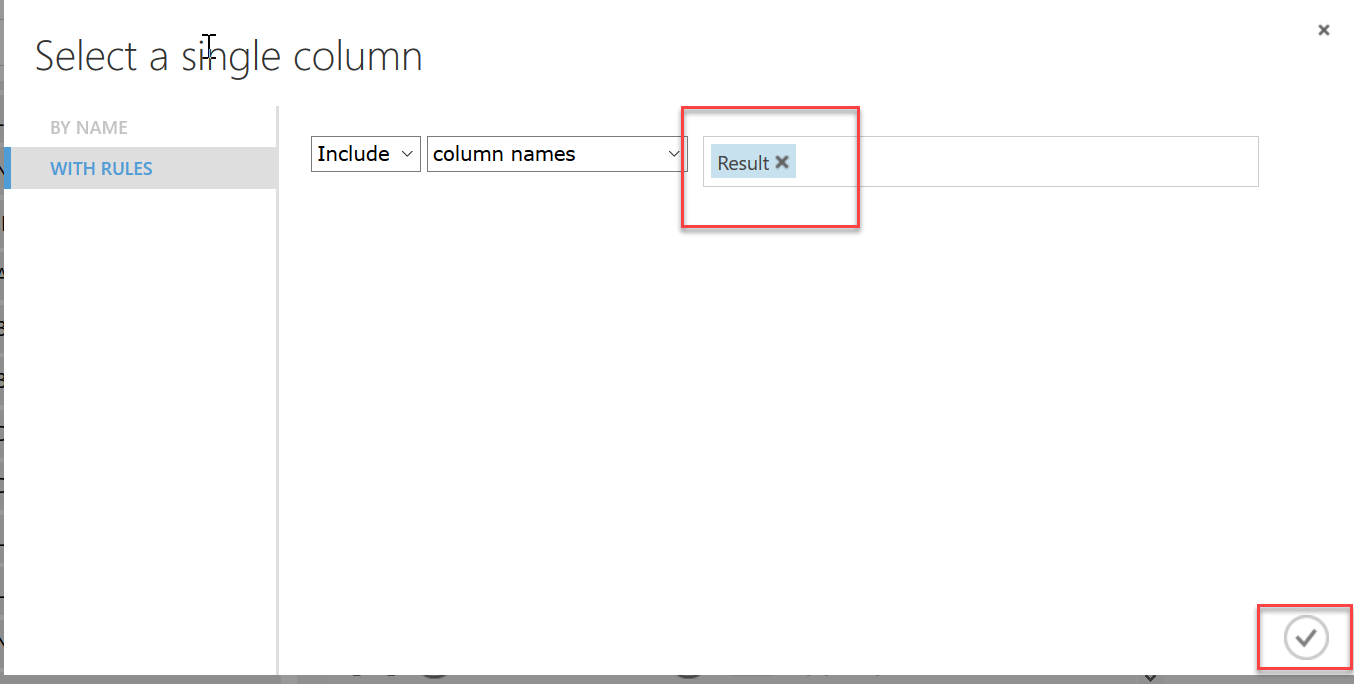 Select a single column
BY NAME
WITH RULES
Include column names Result